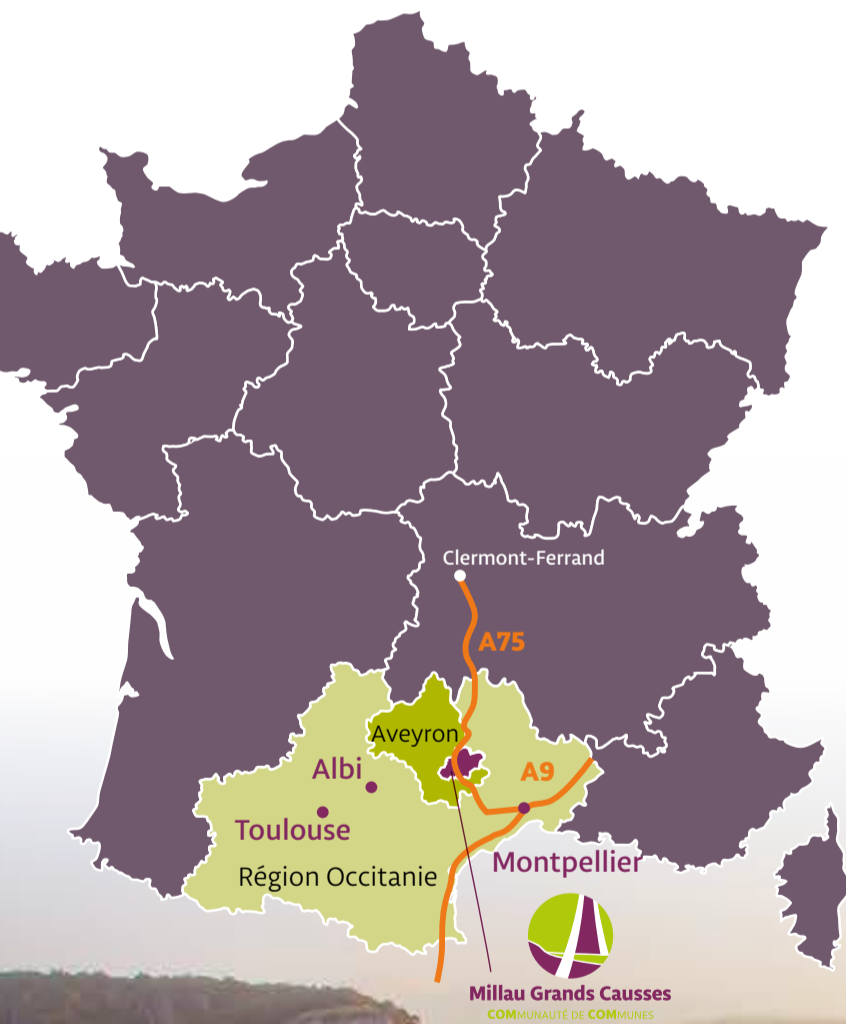 Clermont-Ferrand
A75
Aveyron
Albi
A9
Toulouse
Montpellier
Région Occitanie
Millau Grands Causses
COMMUNAUTÉ DE COMMUNES